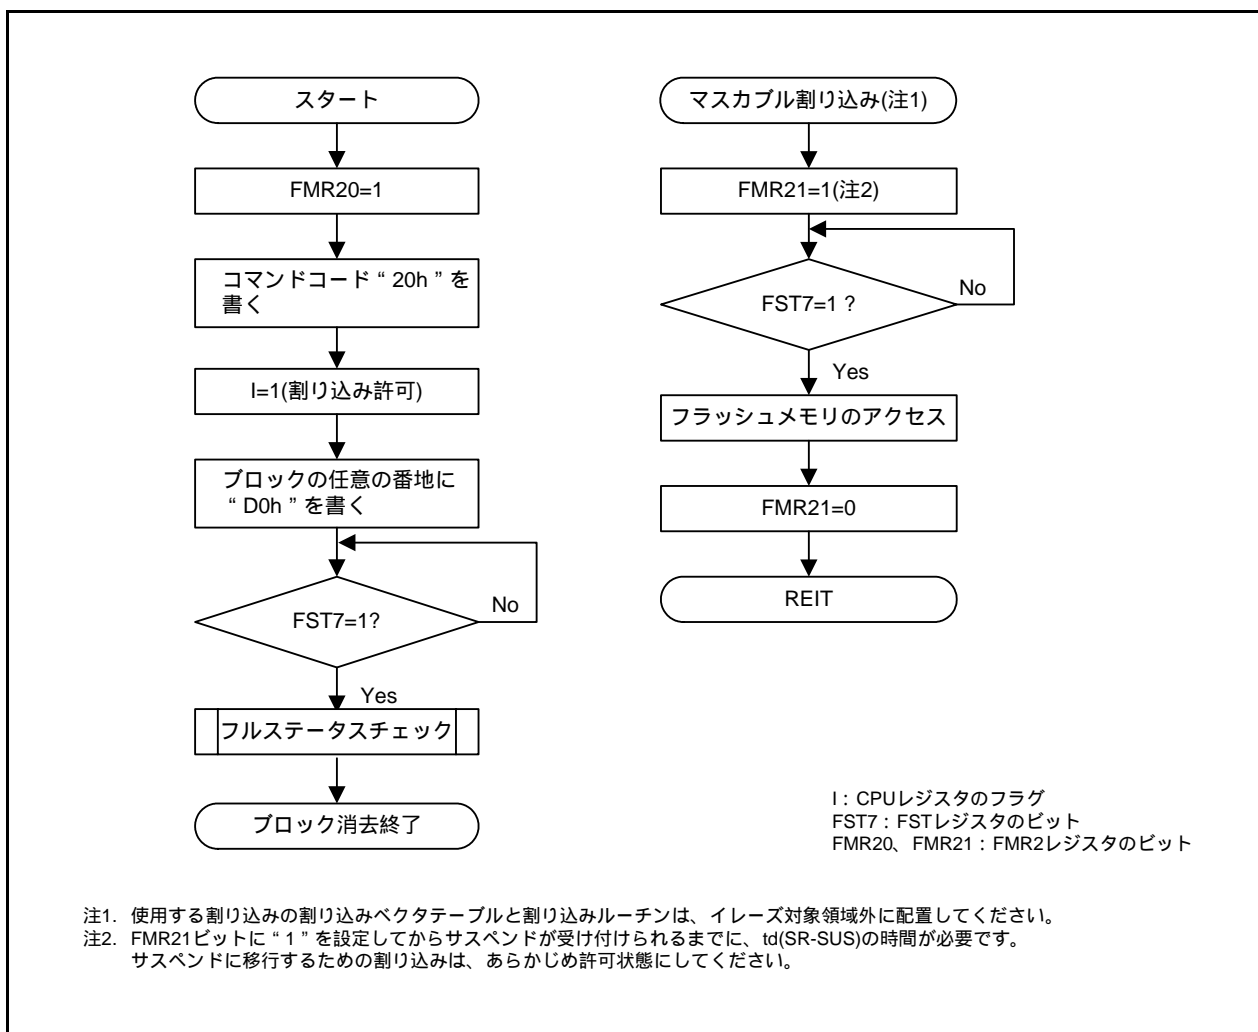 スタート
FMR20=1
コマンドコード“20h”を
書く
I=1(割り込み許可)
ブロックの任意の番地に
“D0h”を書く
FST7=1?
No
Yes
フルステータスチェック
ブロック消去終了
マスカブル割り込み(注1)
FMR21=1(注2)
FST7=1 ?
No
Yes
フラッシュメモリのアクセス
FMR21=0
REIT
I : CPUレジスタのフラグ
FST7 : FSTレジスタのビット
FMR20、FMR21 : FMR2レジスタのビット
注1. 使用する割り込みの割り込みベクタテーブルと割り込みルーチンは、イレーズ対象領域外に配置してください。
注2. FMR21ビットに“1”を設定してからサスペンドが受け付けられるまでに、td(SR-SUS)の時間が必要です。
サスペンドに移行するための割り込みは、あらかじめ許可状態にしてください。